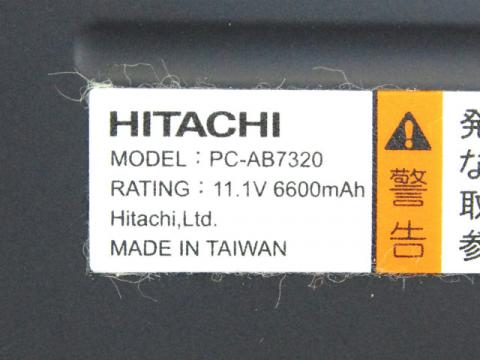 HITACHI
MODEL : PC-AB7320
RATING : 11.1V 6600mAh
Hitachi,Ltd.
MADE IN TAIWAN
警告
発
な
取
参